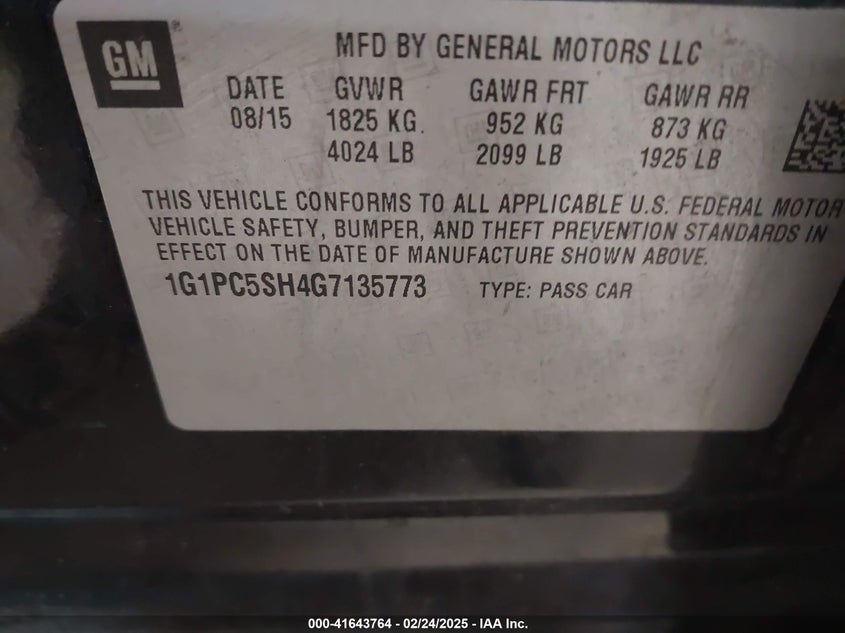 GM®
MFD BY GENERAL MOTORS LLC
DATE GVWR GAWR FRT GAWR RR
08/15 1825 KG. 952 KG 873 KG
4024 LB 2099 LB 1925 LB
THIS VEHICLE CONFORMS TO ALL APPLICABLE U.S. FEDERAL MOTOR
VEHICLE SAFETY, BUMPER, AND THEFT PREVENTION STANDARDS IN
EFFECT ON THE DATE OF MANUFACTURE SHOWN ABOVE.
1G1PC5SH4G7135773 TYPE: PASS CAR
000-41643764 - 02/24/2025 - IAA Inc.